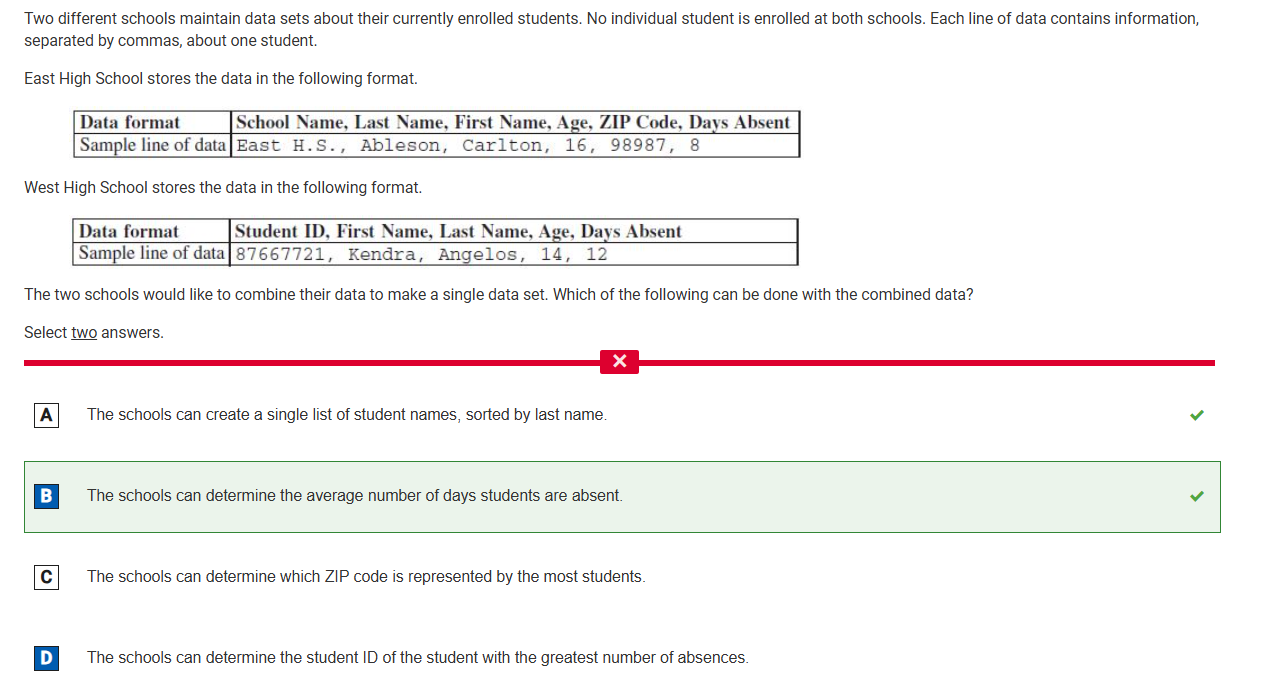 Two different schools maintain data sets about their currently enrolled students. No individual student is enrolled at both schools. Each line of data contains information,
separated by commas, about one student.
East High School stores the data in the following format.
Data format School Name, Last Name, First Name, Age, ZIP Code, Days Absent
Sample line of data East H.S., Ableson, Carlton, 16, 98987, 8
West High School stores the data in the following format.
Data format Student ID, First Name, Last Name, Age, Days Absent
Sample line of data 87667721, Kendra, Angelos, 14, 12
The two schools would like to combine their data to make a single data set. Which of the following can be done with the combined data?
Select two answers.
A The schools can create a single list of student names, sorted by last name.
B The schools can determine the average number of days students are absent.
C The schools can determine which ZIP code is represented by the most students.
D The schools can determine the student ID of the student with the greatest number of absences.